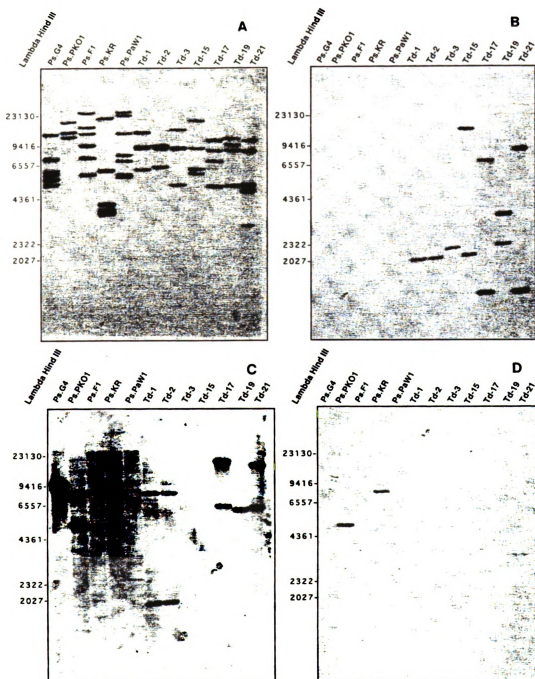 A
Lambda Hind III
Ps.G4
Ps.PKO1
Ps.F1
Ps.KR
Ps.PaW1
Td-1
Td-2
Td-3
Td-15
Td-17
Td-19
Td-21
23130
9416
6557
4361
2322
2027
B
Lambda Hind III
Ps.G4
Ps.PKO1
Ps.F1
Ps.KR
Ps.PaW1
Td-1
Td-2
Td-3
Td-15
Td-17
Td-19
Td-21
23130
9416
6557
4361
2322
2027
C
Lambda Hind III
Ps.G4
Ps.PKO1
Ps.F1
Ps.KR
Ps.PaW1
Td-1
Td-2
Td-3
Td-15
Td-17
Td-19
Td-21
23130
9416
6557
4361
2322
2027
D
Lambda Hind III
Ps.G4
Ps.PKO1
Ps.F1
Ps.KR
Ps.PaW1
Td-1
Td-2
Td-3
Td-15
Td-17
Td-19
Td-21
23130
9416
6557
4361
2322
2027